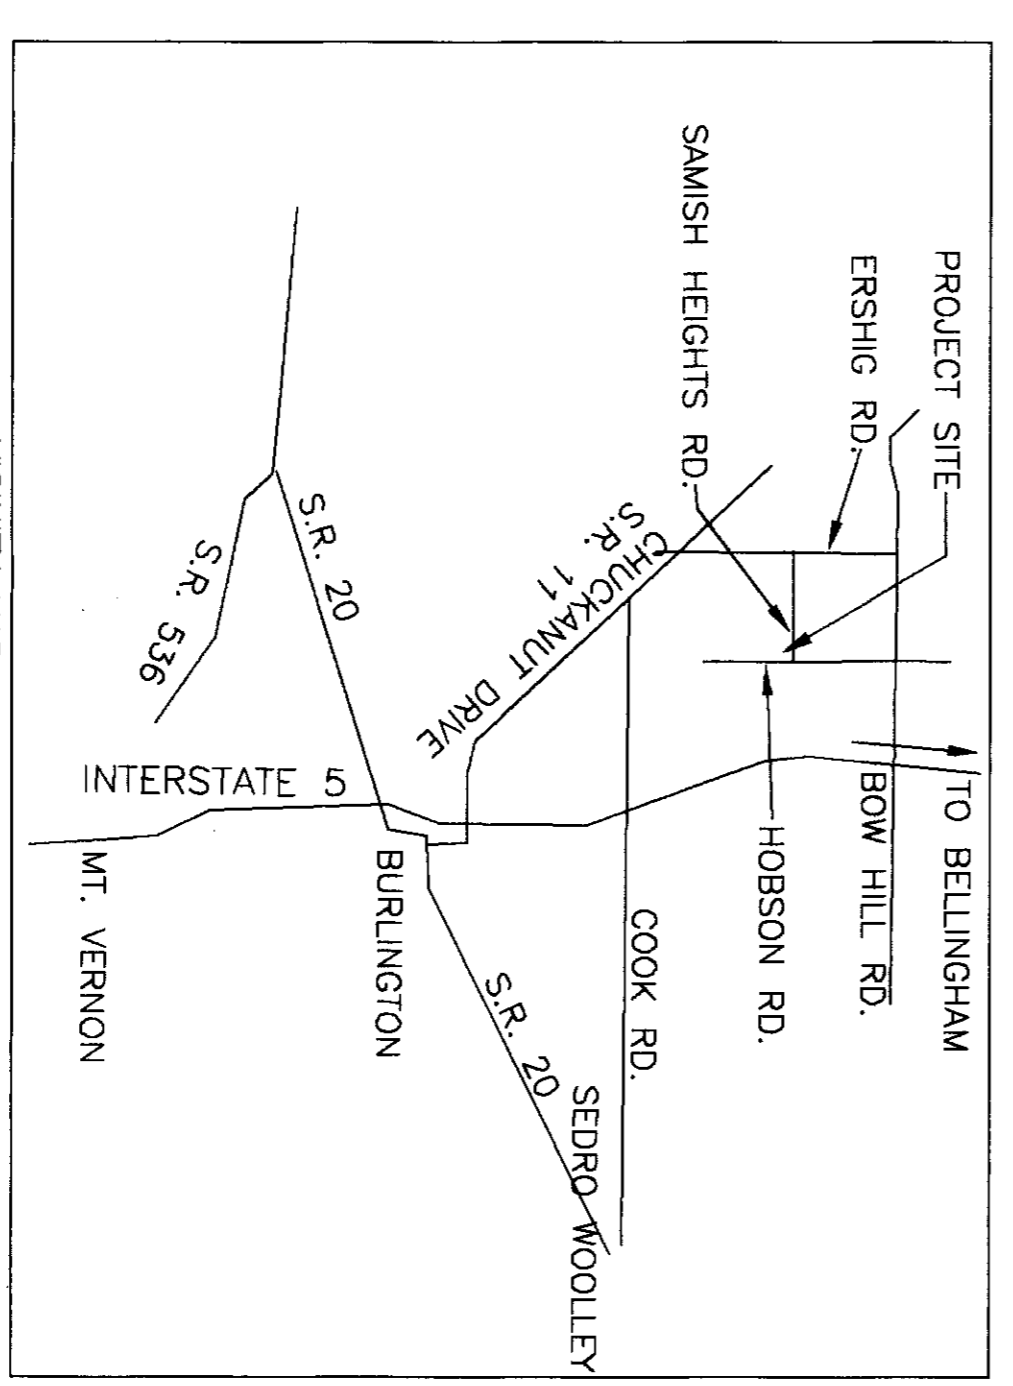 TO BELLINGHAM
PROJECT SITE
BOW HILL RD.
ERSHIG RD.
HOBSON RD.
SAMISH HEIGHTS RD.
COOK RD.
CHUCKANUT DRIVE
S.R. 11
SEDRO WOOLLEY
S.R. 20
BURLINGTON
S.R. 20
S.R. 536
INTERSTATE 5
MT. VERNON